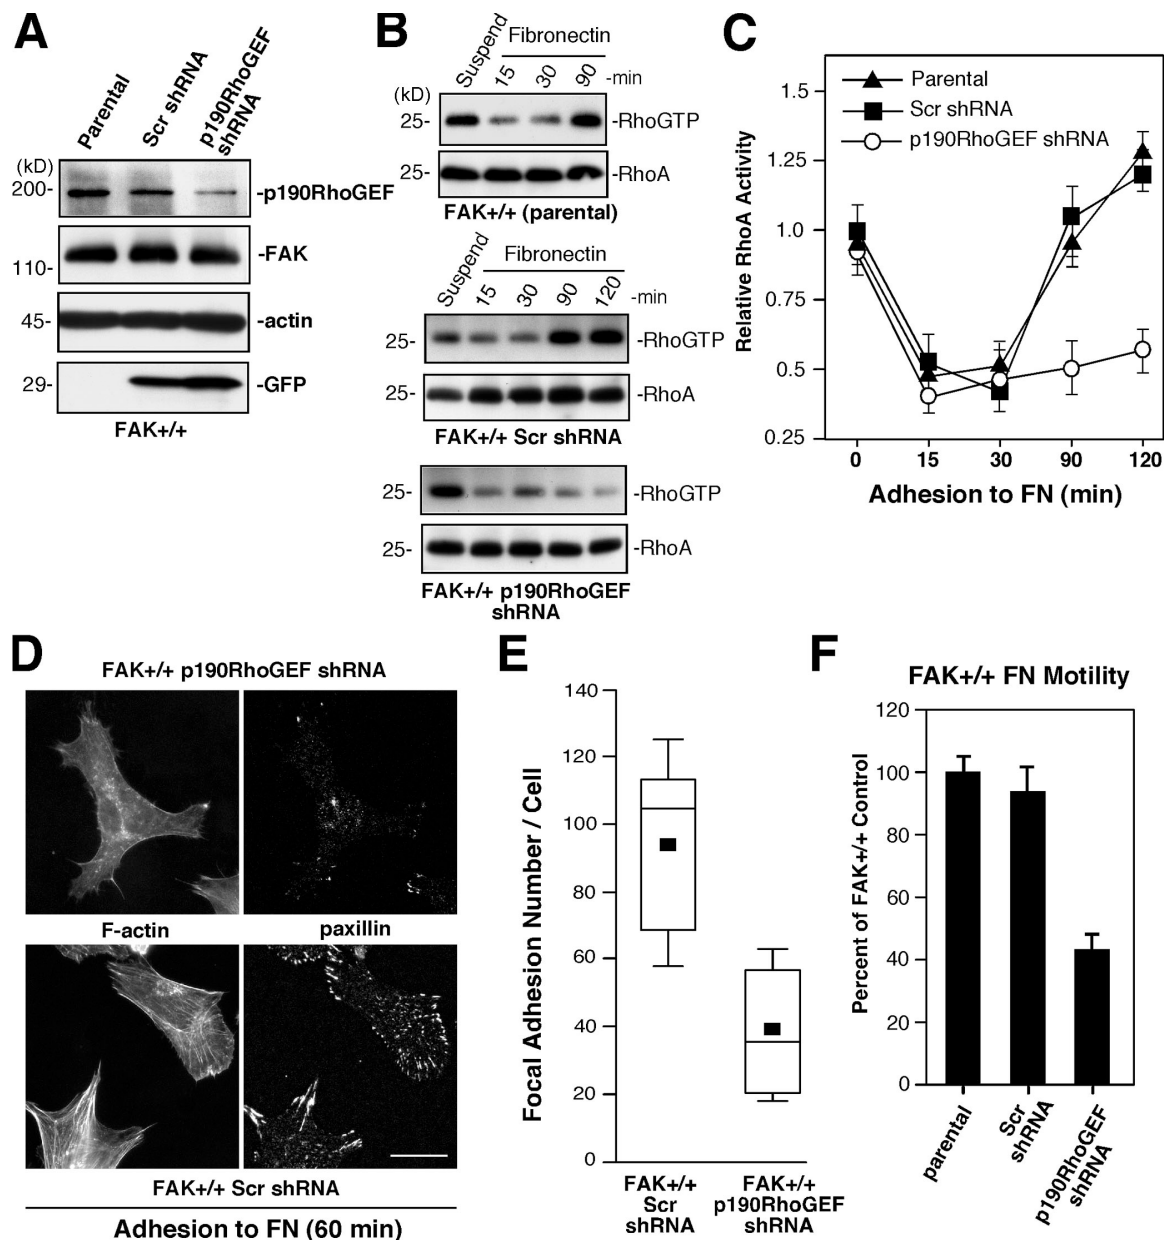 A
Parental
Scr shRNA
p190RhoGEF
shRNA
(kD)
200-
-p190RhoGEF
-FAK
110-
45-
-actin
29-
-GFP
FAK+/+
B
Suspend
Fibronectin
15
30
90
-min
(kD)
25-
-RhoGTP
25-
-RhoA
FAK+/+ (parental)
Suspend
Fibronectin
15
30
90
120
-min
25-
-RhoGTP
25-
-RhoA
FAK+/+ Scr shRNA
25-
-RhoGTP
25-
-RhoA
FAK+/+ p190RhoGEF
shRNA
C
Parental
Scr shRNA
p190RhoGEF shRNA
Relative RhoA Activity
1.5
1.25
1.0
0.75
0.5
0.25
0
15
30
90
120
Adhesion to FN (min)
D
FAK+/+ p190RhoGEF shRNA
F-actin
paxillin
FAK+/+ Scr shRNA
Adhesion to FN (60 min)
E
Focal Adhesion Number / Cell
140
120
100
80
60
40
20
0
FAK+/+
Scr
shRNA
FAK+/+
p190RhoGEF
shRNA
F
FAK+/+ FN Motility
Percent of FAK+/+ Control
120
100
80
60
40
20
0
parental
Scr
shRNA
p190RhoGEF
shRNA